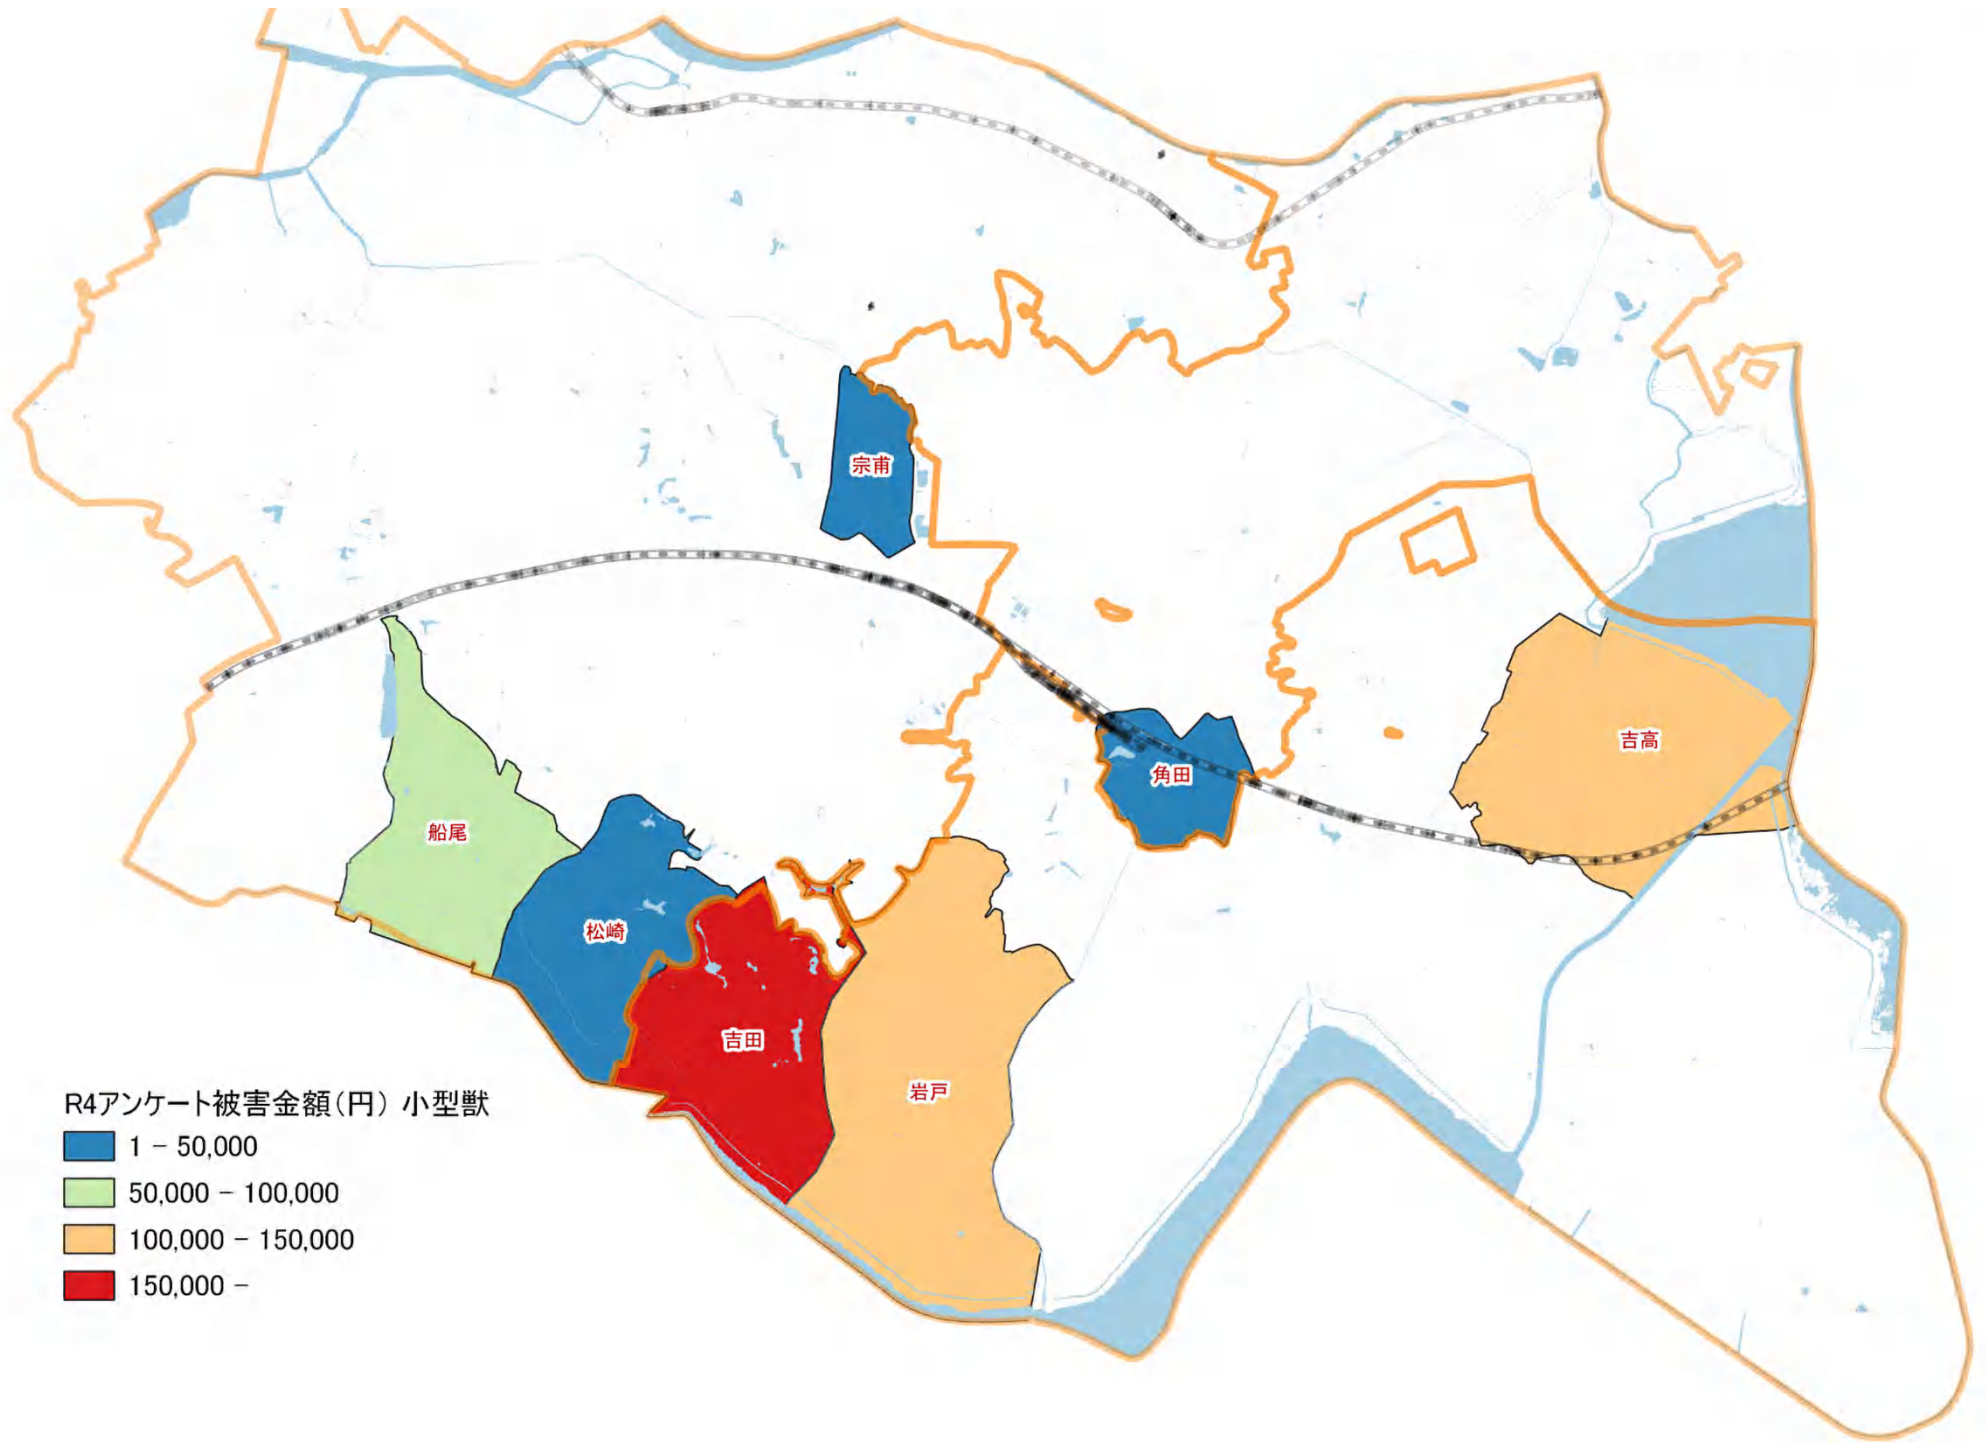 宗甫
吉高
角田
船尾
松崎
吉田
岩戸
R4アンケート被害金額(円) 小型獣
1 - 50,000
50,000 - 100,000
100,000 - 150,000
150,000 -